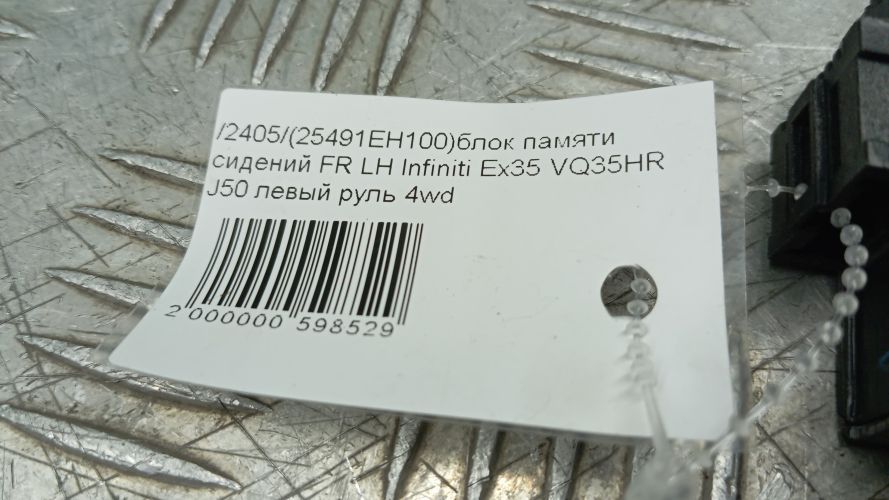 /2405/(25491EH100)блок памяти
сидений FR LH Infiniti Ex35 VQ35HR
J50 левый руль 4wd
2 000000 598529